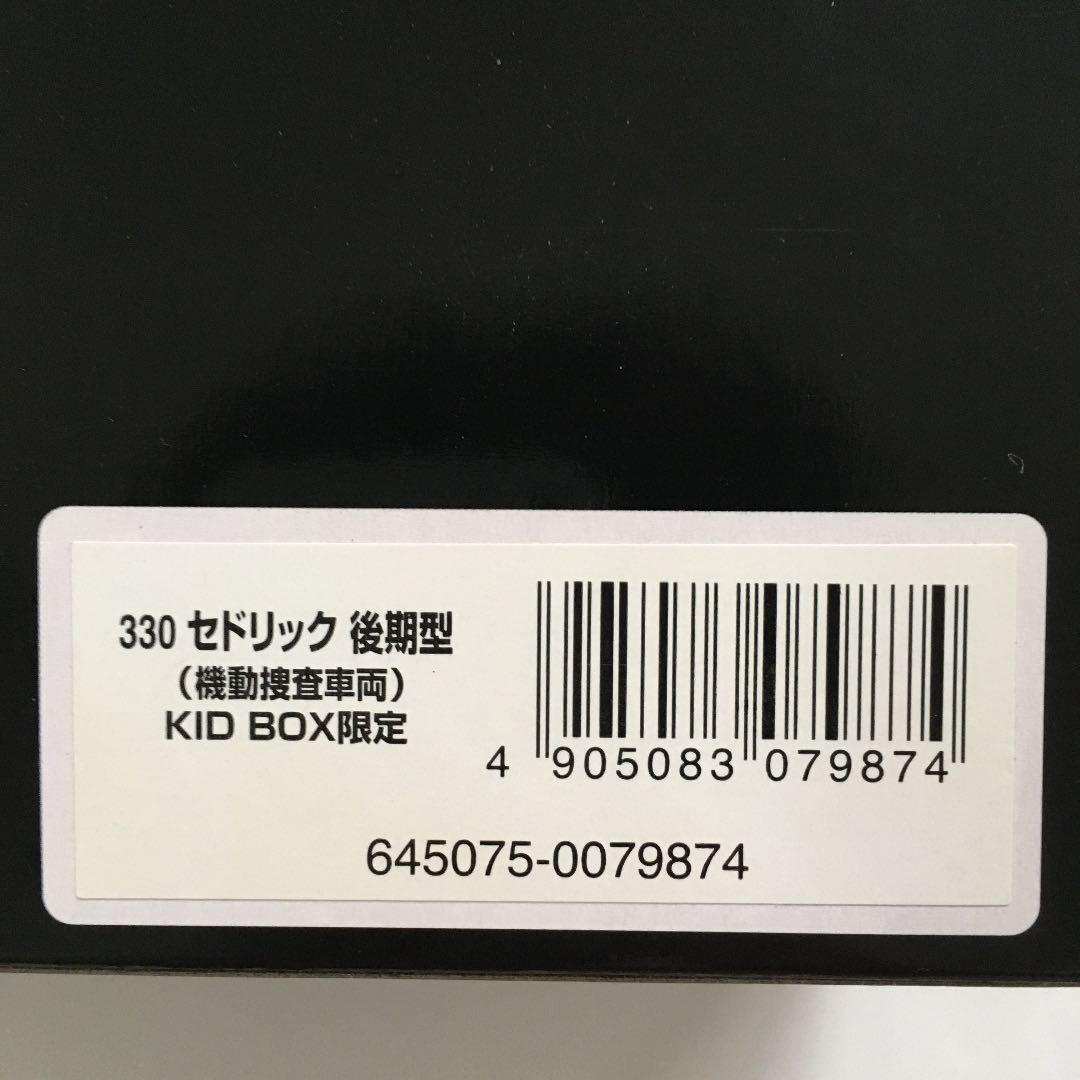 330 セドリック 後期型
（機動捜査車両）
KID BOX限定
4 905083 079874
645075-0079874